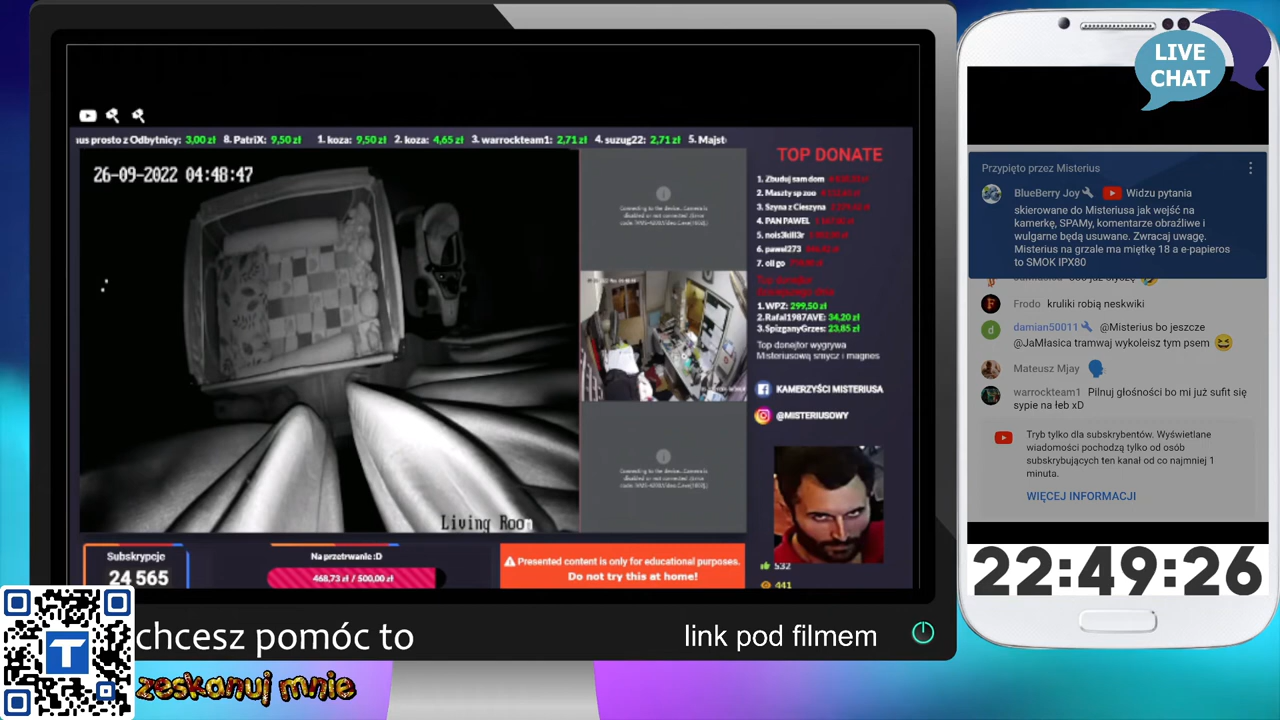 LIVE
CHAT
us prosto z Odbytnicy: 3,00 zł 8. PatriX: 9,50 zł 1. koza: 9,50 zł 2. koza: 4,65 zł 3. warrockteam1: 2,71 zł 4. suzug22: 2,71 zł 5. Majst
26-09-2022 04:48:47
Living Room
TOP DONATE
1. Zbuduj sam dom
2. Maszty sp zoo
3. Szyna z Cieszyna
4. PAN PAWEL
5. nois3kill3r
6. pawel273
7. oli go
1. WPZ: 299,50 zł
2. Rafal1987AVE: 34,20 zł
3. SpizganyGrzes: 23,85 zł
Top donejtor wygrywa
Misteriusową smycz i magnes
KAMERZYŚCI MISTERIUSA
@MISTERIUSOWY
532
441
Subskrypcje
24 565
Na przetrwanie :D
468,73 zł / 500,00 zł
Presented content is only for educational purposes.
Do not try this at home!
chcesz pomóc to
link pod filmem
zeskanuj mnie
T
Przypięto przez Misterius
BlueBerry Joy Widzu pytania
skierowane do Misteriusa jak wejść na
kamerkę, SPAMy, komentarze obraźliwe i
wulgarne będą usuwane. Zwracaj uwagę.
Misterius na grzale ma miętkę 18 a e-papieros
to SMOK IPX80
Frodo kruliki robią neskwiki
damian50011 @Misterius bo jeszcze
@JaMłasica tramwaj wykoleisz tym psem
Mateusz Mjay
warrockteam1 Pilnuj głośności bo mi już sufit się
sypie na łeb xD
Tryb tylko dla subskrybentów. Wyświetlane
wiadomości pochodzą tylko od osób
subskrybujących ten kanał od co najmniej 1
minuta.
WIĘCEJ INFORMACJI
22:49:26